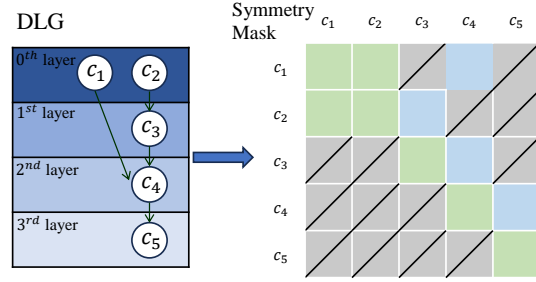 DLG
0th layer
c1 c2
1st layer
c3
2nd layer
c4
3rd layer
c5
Symmetry
Mask
c1 c2 c3 c4 c5
c1
c2
c3
c4
c5